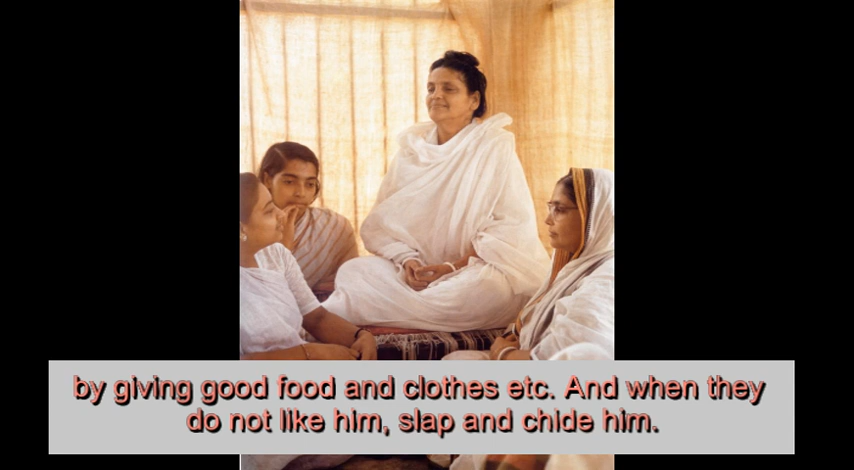 by giving good food and clothes etc. And when they
do not like him, slap and chide him.